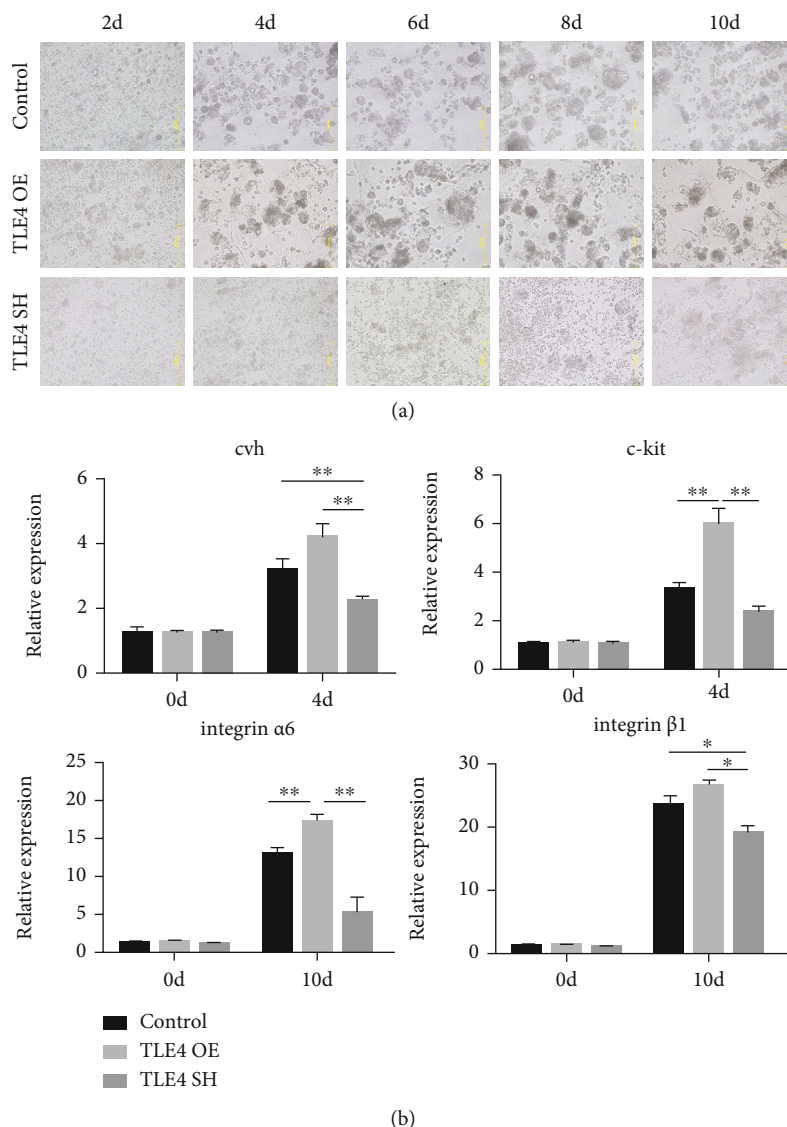 2d 4d 6d 8d 10d
Control
TLE4 OE
TLE4 SH
(a)
cvh
Relative expression
6
4
2
0
**
**
0d 4d
c-kit
Relative expression
8
6
4
2
0
** **
0d 4d
integrin α6
Relative expression
25
20
15
10
5
0
** **
0d 10d
integrin β1
Relative expression
30
20
10
0
*
*
0d 10d
Control
TLE4 OE
TLE4 SH
(b)